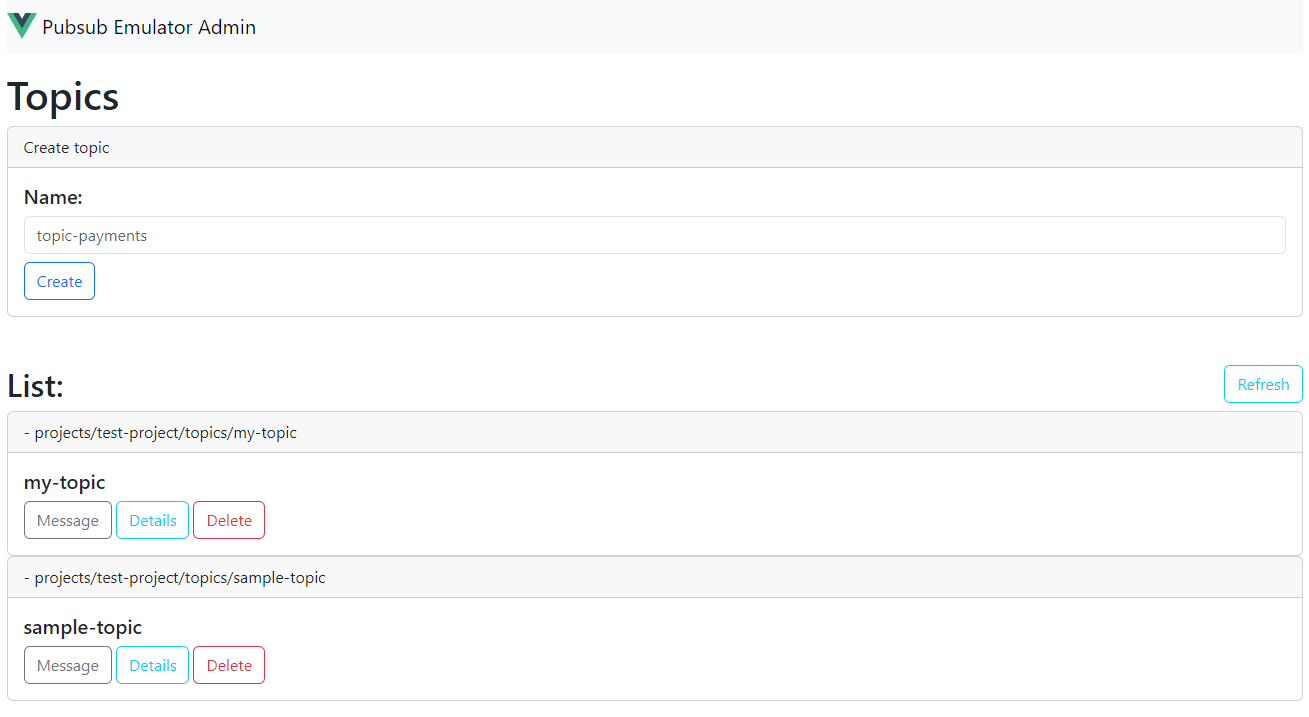 Pubsub Emulator Admin
Topics
Create topic
Name:
topic-payments
Create
List:
Refresh
- projects/test-project/topics/my-topic
my-topic
Message Details Delete
- projects/test-project/topics/sample-topic
sample-topic
Message Details Delete